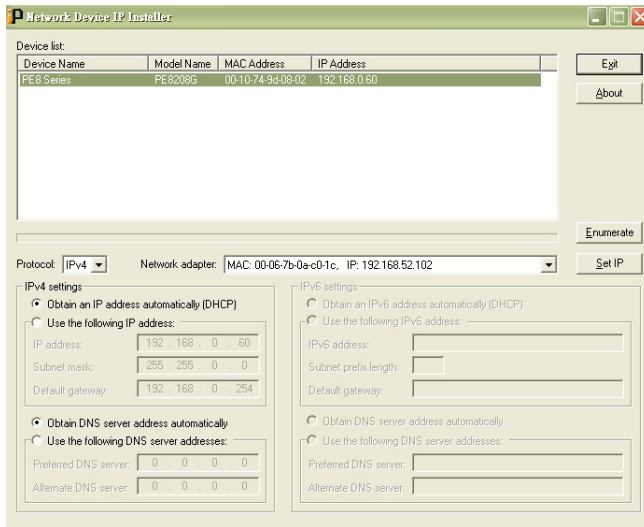 Network Device IP Installer
Device list:
Device Name Model Name MAC Address IP Address
PE8 Series PE8208G 00-10-74-9d-08-02 192.168.0.60
Exit
About
Enumerate
Protocol: IPv4 Network adapter: MAC: 00-06-7b-0a-c0-1c, IP: 192.168.52.102
Set IP
IPv4 settings
Obtain an IP address automatically (DHCP)
Use the following IP address:
IP address: 192 . 168 . 0 . 60
Subnet mask: 255 . 255 . 0 . 0
Default gateway: 192 . 168 . 0 . 254
Obtain DNS server address automatically
Use the following DNS server addresses:
Preferred DNS server: 0 . 0 . 0 . 0
Alternate DNS server: 0 . 0 . 0 . 0
IPv6 settings
Obtain an IPv6 address automatically (DHCP)
Use the following IPv6 address:
IPv6 address:
Subnet prefix length:
Default gateway:
Obtain DNS server address automatically
Use the following DNS server addresses:
Preferred DNS server:
Alternate DNS server: